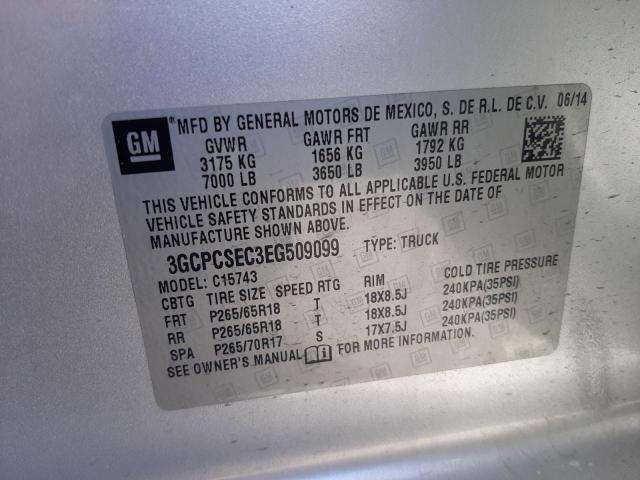 GM ® MFD BY GENERAL MOTORS DE MEXICO, S. DE R.L. DE C.V. 06/14
GVWR GAWR FRT GAWR RR
3175 KG 1656 KG 1792 KG
7000 LB 3650 LB 3950 LB
THIS VEHICLE CONFORMS TO ALL APPLICABLE U.S. FEDERAL MOTOR
VEHICLE SAFETY STANDARDS IN EFFECT ON THE DATE OF
MANUFACTURE SHOWN ABOVE.
3GCPCSEC3EG509099 TYPE: TRUCK
MODEL: C15743
CBTG TIRE SIZE SPEED RTG RIM COLD TIRE PRESSURE
FRT P265/65R18 T 18X8.5J 240KPA(35PSI)
RR P265/65R18 T 18X8.5J 240KPA(35PSI)
SPA P265/70R17 S 17X7.5J 240KPA(35PSI)
SEE OWNER'S MANUAL FOR MORE INFORMATION.